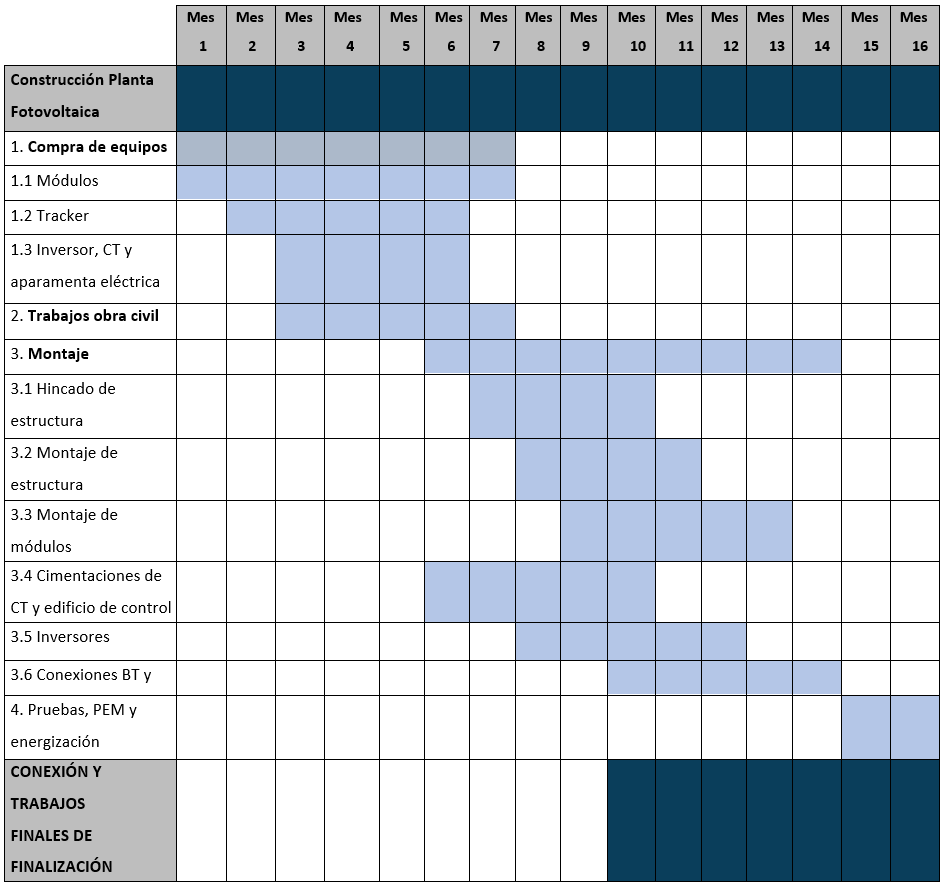 Mes Mes Mes Mes Mes Mes Mes Mes Mes Mes Mes Mes Mes Mes Mes Mes
1 2 3 4 5 6 7 8 9 10 11 12 13 14 15 16
Construcción Planta
Fotovoltaica
1. Compra de equipos
1.1 Módulos
1.2 Tracker
1.3 Inversor, CT y
aparamenta eléctrica
2. Trabajos obra civil
3. Montaje
3.1 Hincado de
estructura
3.2 Montaje de
estructura
3.3 Montaje de
módulos
3.4 Cimentaciones de
CT y edificio de control
3.5 Inversores
3.6 Conexiones BT y
4. Pruebas, PEM y
energización
CONEXIÓN Y
TRABAJOS
FINALES DE
FINALIZACIÓN